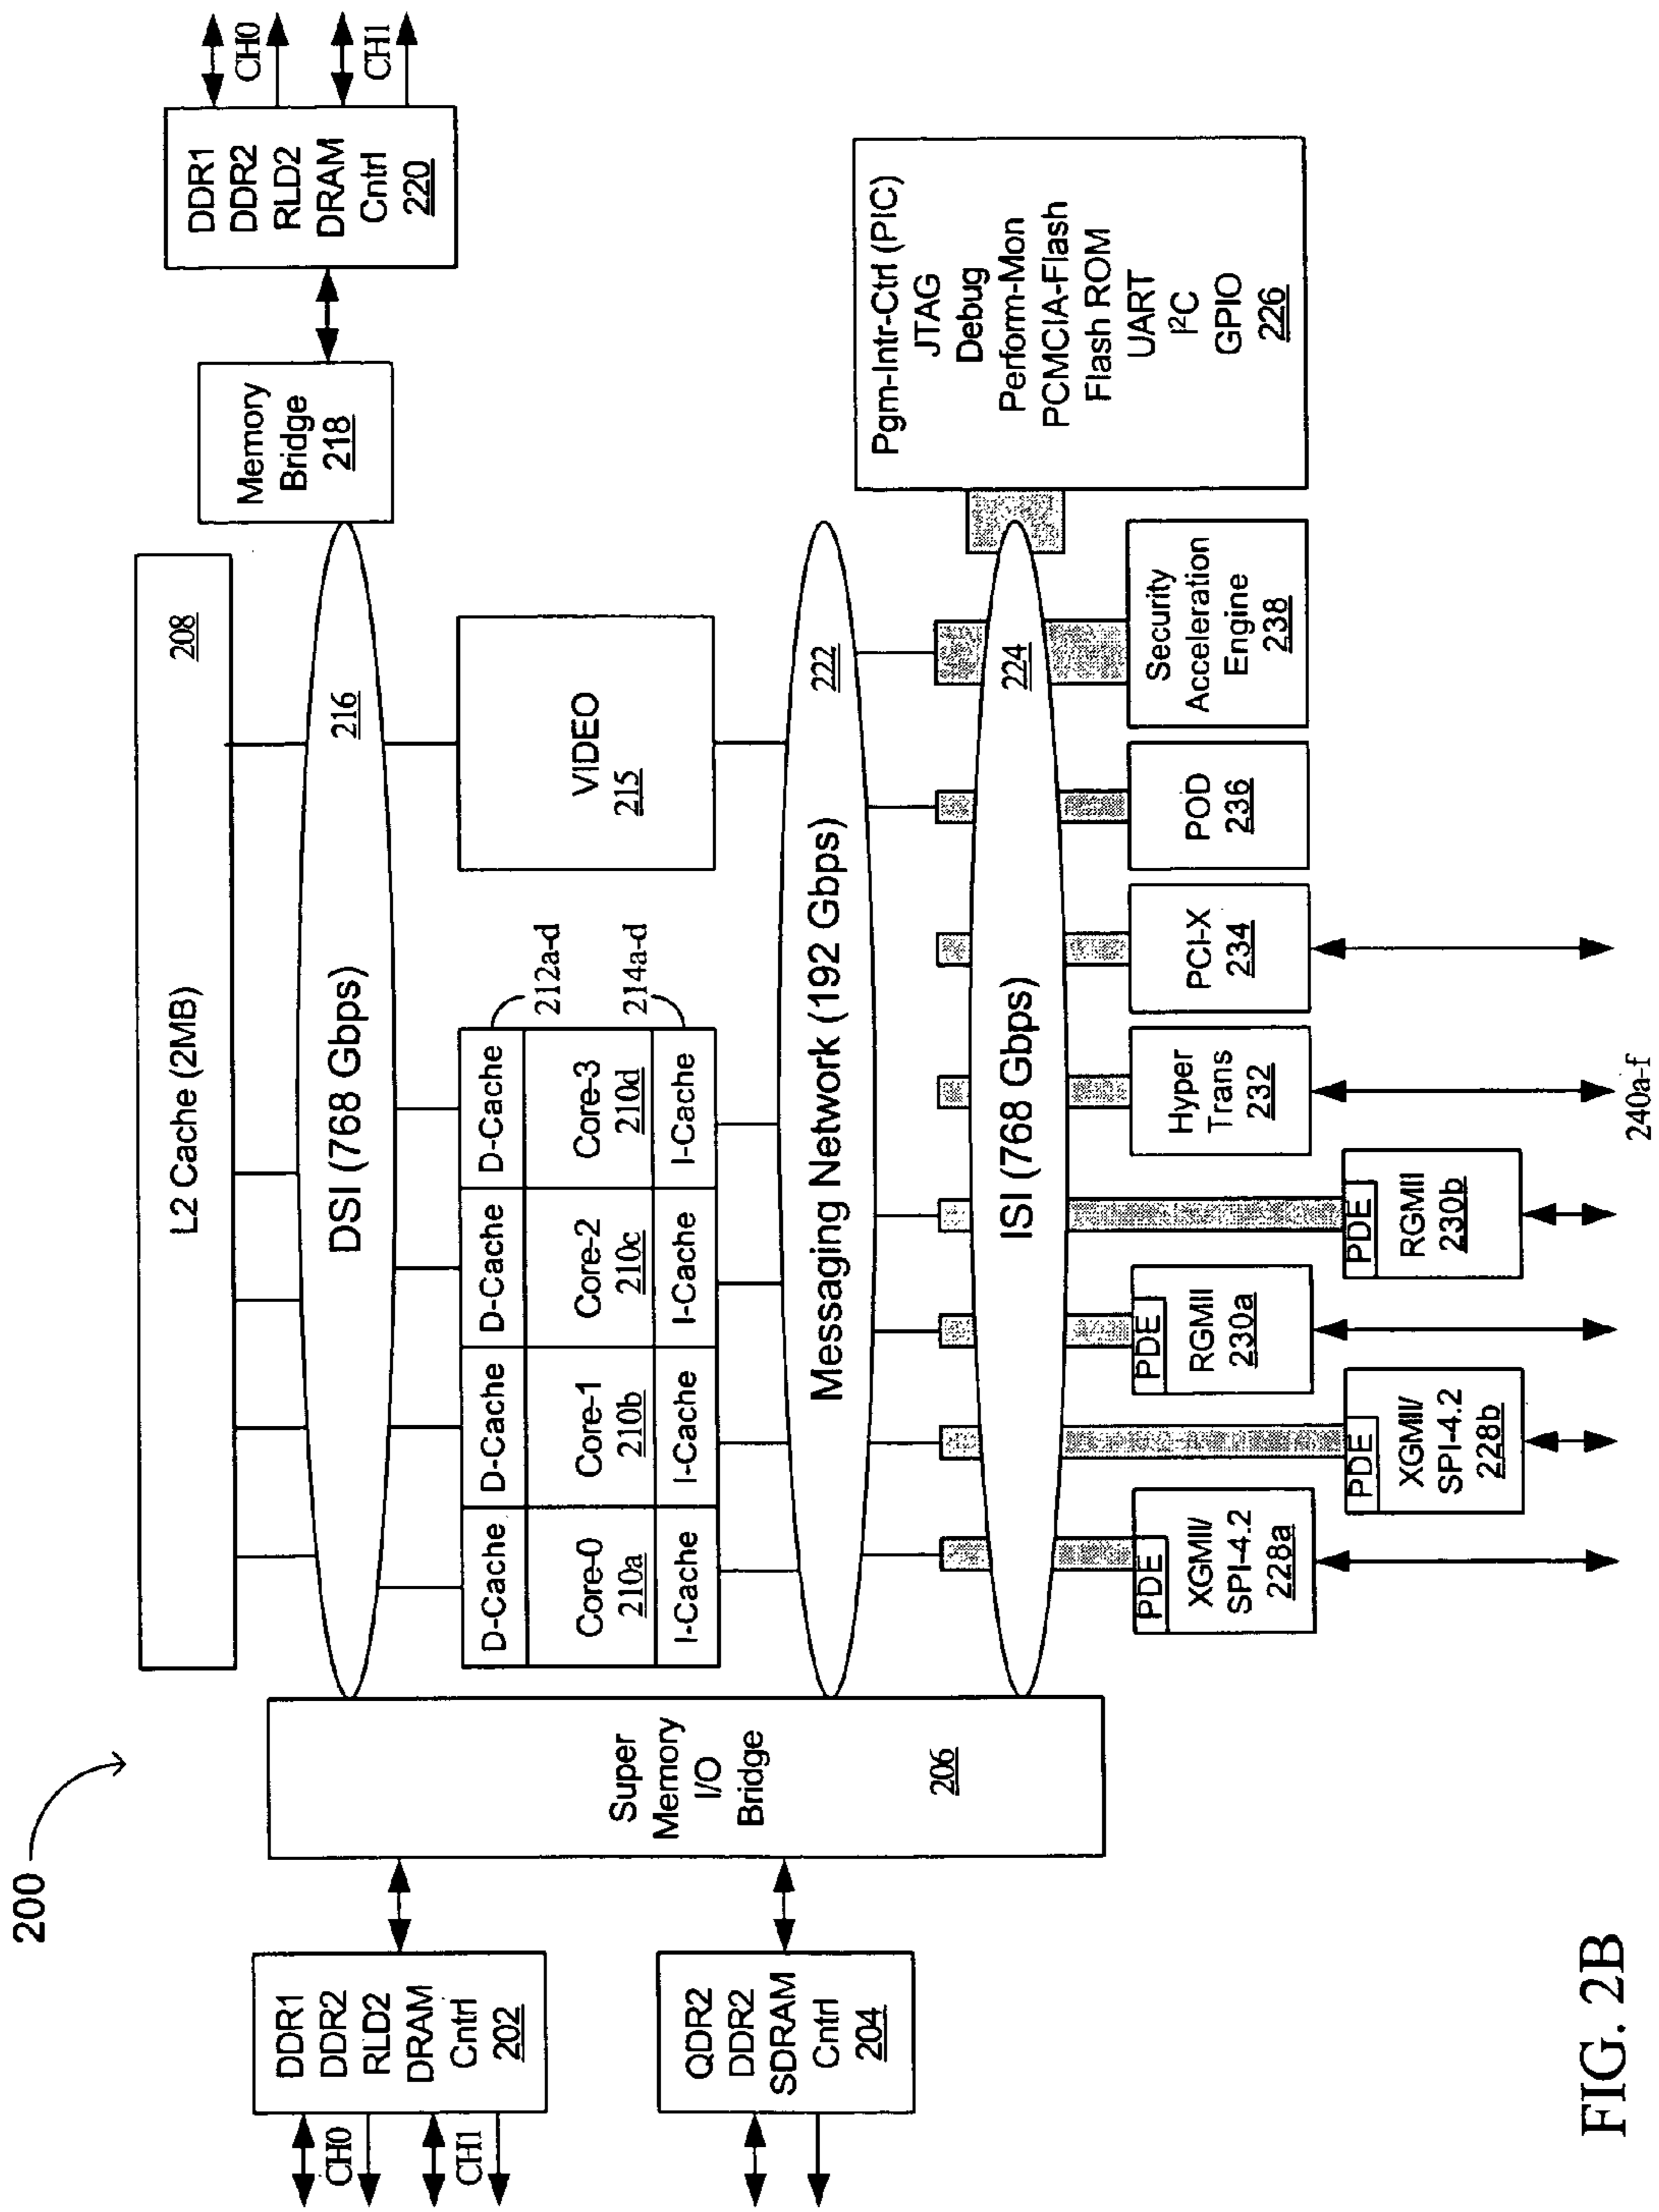 200
L2 Cache (2MB)
208
DSI (768 Gbps)
216
Memory
Bridge
218
DDR1
DDR2
RLD2
DRAM
Cntrl
220
CH0
CH1
DDR1
DDR2
RLD2
DRAM
Cntrl
202
CH0
CH1
QDR2
DDR2
SDRAM
Cntrl
204
Super
Memory
I/O
Bridge
206
D-Cache
D-Cache
D-Cache
D-Cache
212a-d
Core-0
210a
Core-1
210b
Core-2
210c
Core-3
210d
I-Cache
I-Cache
I-Cache
I-Cache
214a-d
VIDEO
215
Messaging Network (192 Gbps)
222
ISI (768 Gbps)
224
Pgm-Intr-Ctrl (PIC)
JTAG
Debug
Perform-Mon
PCMCIA-Flash
Flash ROM
UART
I²C
GPIO
226
PDE
XGMII/
SPI-4.2
228a
PDE
XGMII/
SPI-4.2
228b
PDE
RGMII
230a
PDE
RGMII
230b
Hyper
Trans
232
PCI-X
234
POD
236
Security
Acceleration
Engine
238
240a-f
FIG. 2B